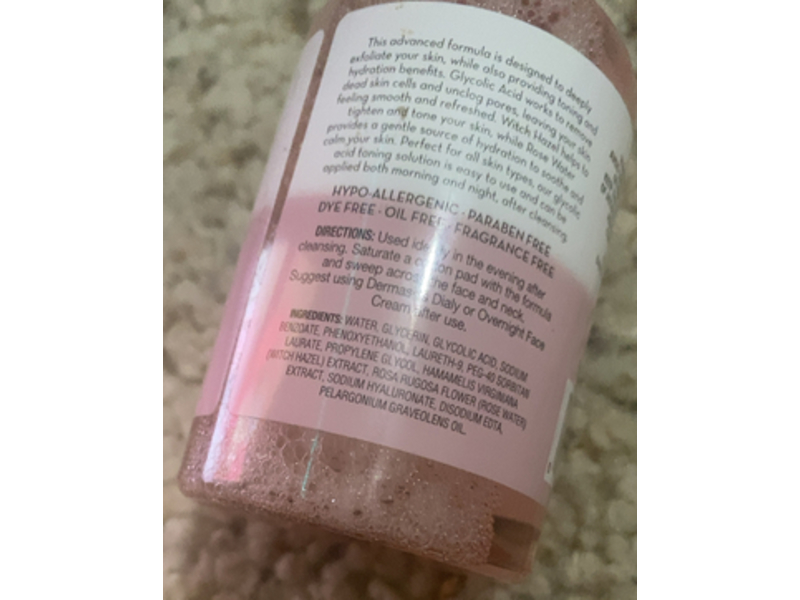 This advanced formula is designed to deeply
exfoliate your skin, while also providing toning and
hydration benefits. Glycolic Acid works to remove
dead skin cells and unclog pores, leaving your skin
feeling smooth and refreshed. Witch Hazel helps to
tighten and tone your skin, while Rose Water
provides a gentle source of hydration to soothe and
calm your skin. Perfect for all skin types, our glycolic
acid toning solution is easy to use and can be
applied both morning and night, after cleansing.
HYPO-ALLERGENIC · PARABEN FREE
DYE FREE · OIL FREE · FRAGRANCE FREE
DIRECTIONS: Used ideally in the evening after
cleansing. Saturate a cotton pad with the formula
and sweep across the face and neck.
Suggest using Dermas Dialy or Overnight Face
Cream after use.
INGREDIENTS: WATER, GLYCERIN, GLYCOLIC ACID, SODIUM
BENZOATE, PHENOXYETHANOL, LAURETH-9, PEG-40 SORBITAN
LAURATE, PROPYLENE GLYCOL, HAMAMELIS VIRGINIANA
(WITCH HAZEL) EXTRACT, ROSA RUGOSA FLOWER (ROSE WATER)
EXTRACT, SODIUM HYALURONATE, DISODIUM EDTA,
PELARGONIUM GRAVEOLENS OIL.